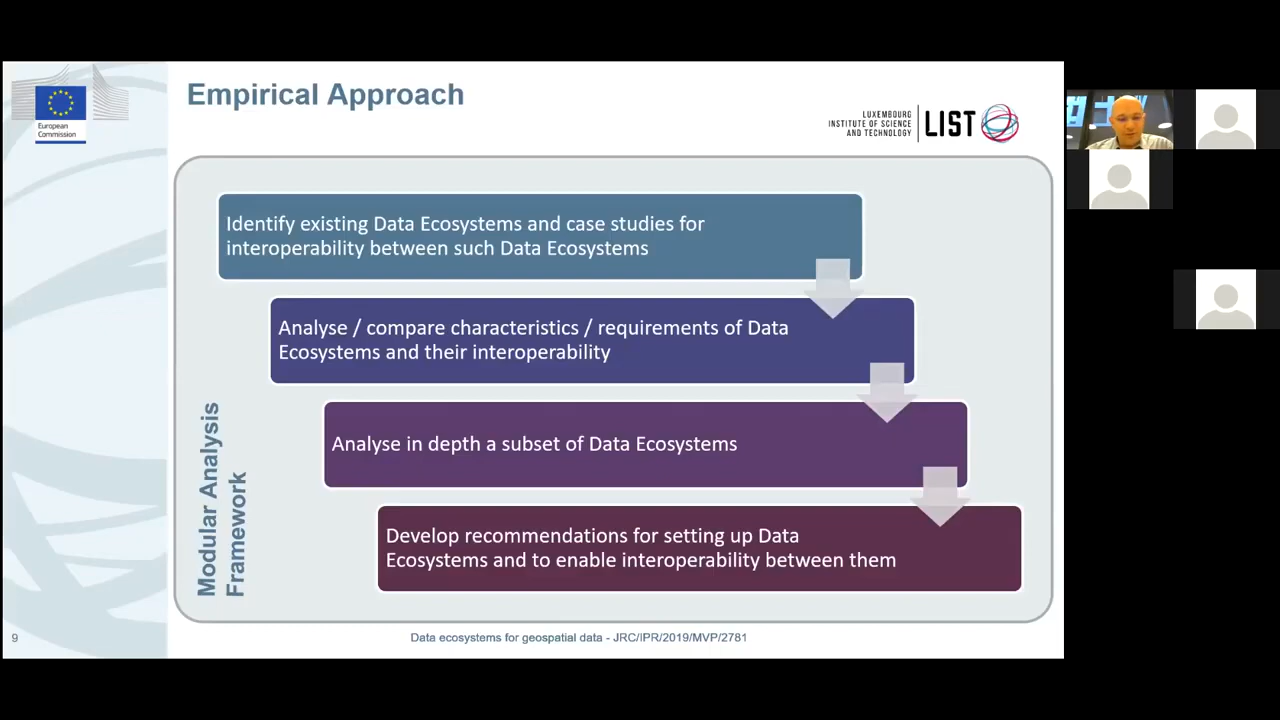 Empirical Approach
European
Commission
LUXEMBOURG
INSTITUTE OF SCIENCE
AND TECHNOLOGY
LIST
Identify existing Data Ecosystems and case studies for
interoperability between such Data Ecosystems
Analyse / compare characteristics / requirements of Data
Ecosystems and their interoperability
Analyse in depth a subset of Data Ecosystems
Develop recommendations for setting up Data
Ecosystems and to enable interoperability between them
Modular Analysis
Framework
9
Data ecosystems for geospatial data - JRC/IPR/2019/MVP/2781